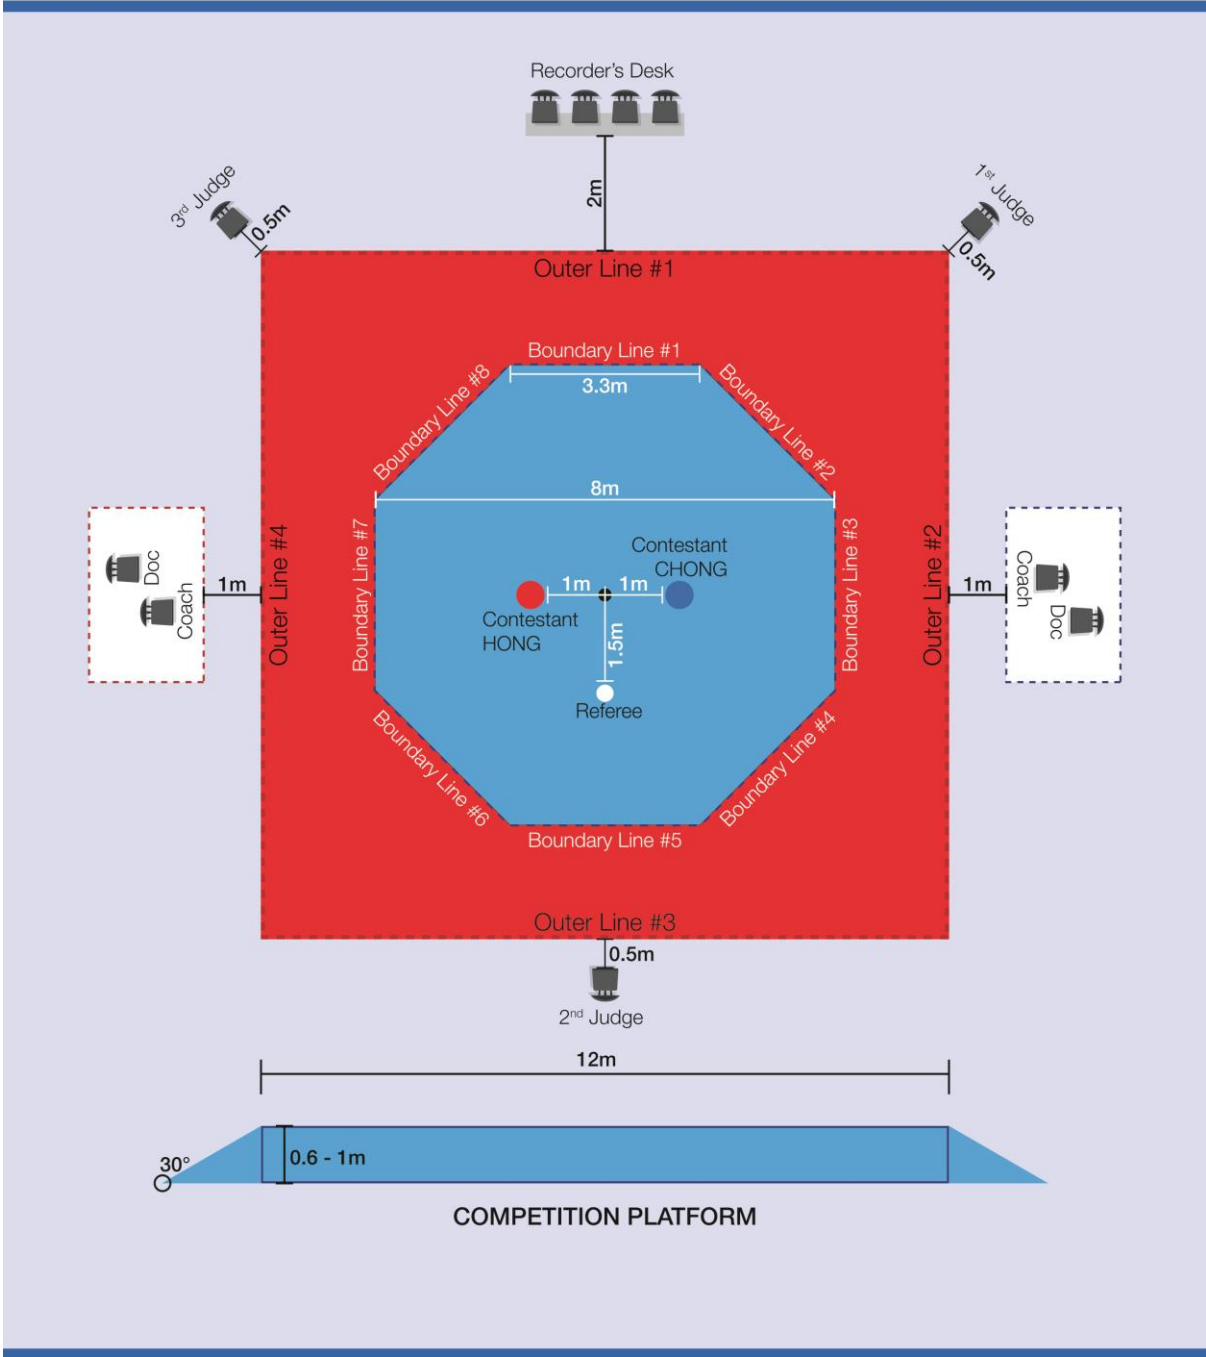 Recorder's Desk
2m
3rd Judge
0.5m
1st Judge
0.5m
Outer Line #1
Boundary Line #1
3.3m
Boundary Line #8
Boundary Line #2
8m
Boundary Line #7
Boundary Line #3
Outer Line #4
Outer Line #2
Doc
Coach
1m
Contestant
CHONG
1m
1m
Contestant
HONG
1.5m
Referee
1m
Coach
Doc
Boundary Line #6
Boundary Line #4
Boundary Line #5
Outer Line #3
0.5m
2nd Judge
12m
30°
0.6 - 1m
COMPETITION PLATFORM